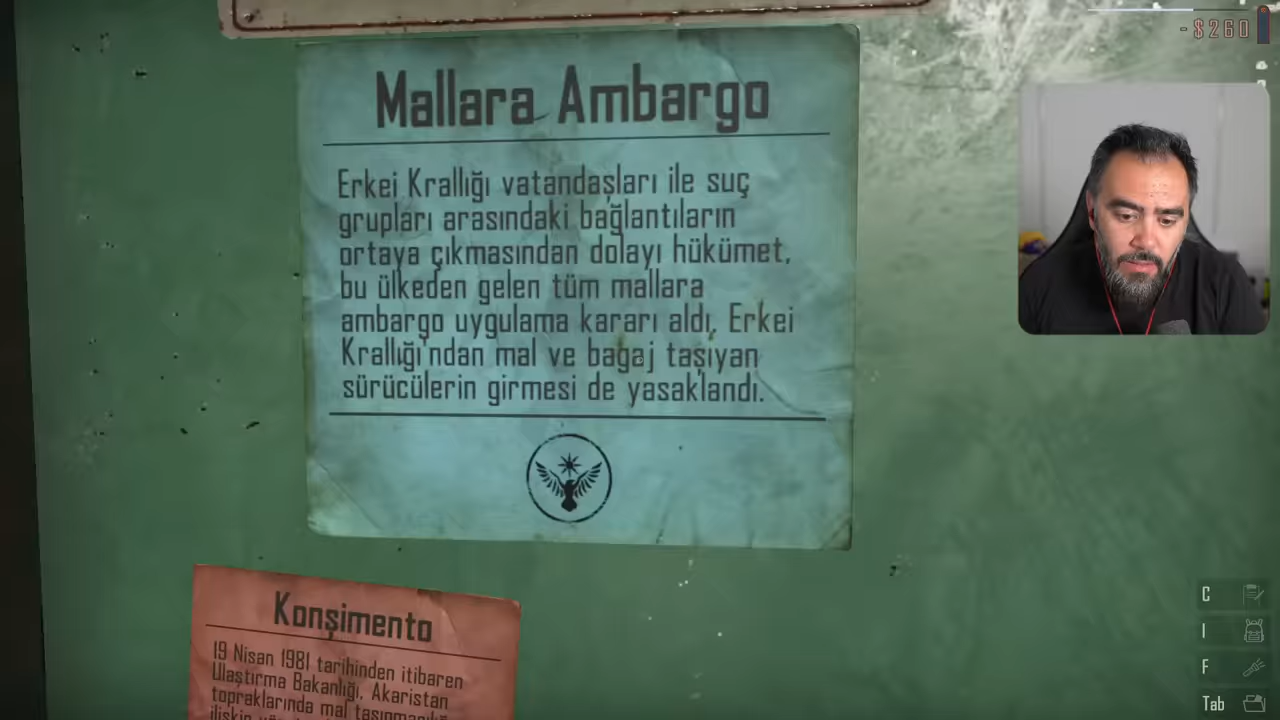 -$260
Mallara Ambargo
Erkei Krallığı vatandaşları ile suç
grupları arasındaki bağlantıların
ortaya çıkmasından dolayı hükümet,
bu ülkeden gelen tüm mallara
ambargo uygulama kararı aldı. Erkei
Krallığı'ndan mal ve bagaj taşıyan
sürücülerin girmesi de yasaklandı.
Konşimento
19 Nisan 1981 tarihinden itibaren
Ulaştırma Bakanlığı, Akaristan
topraklarında mal
C
I
F
Tab